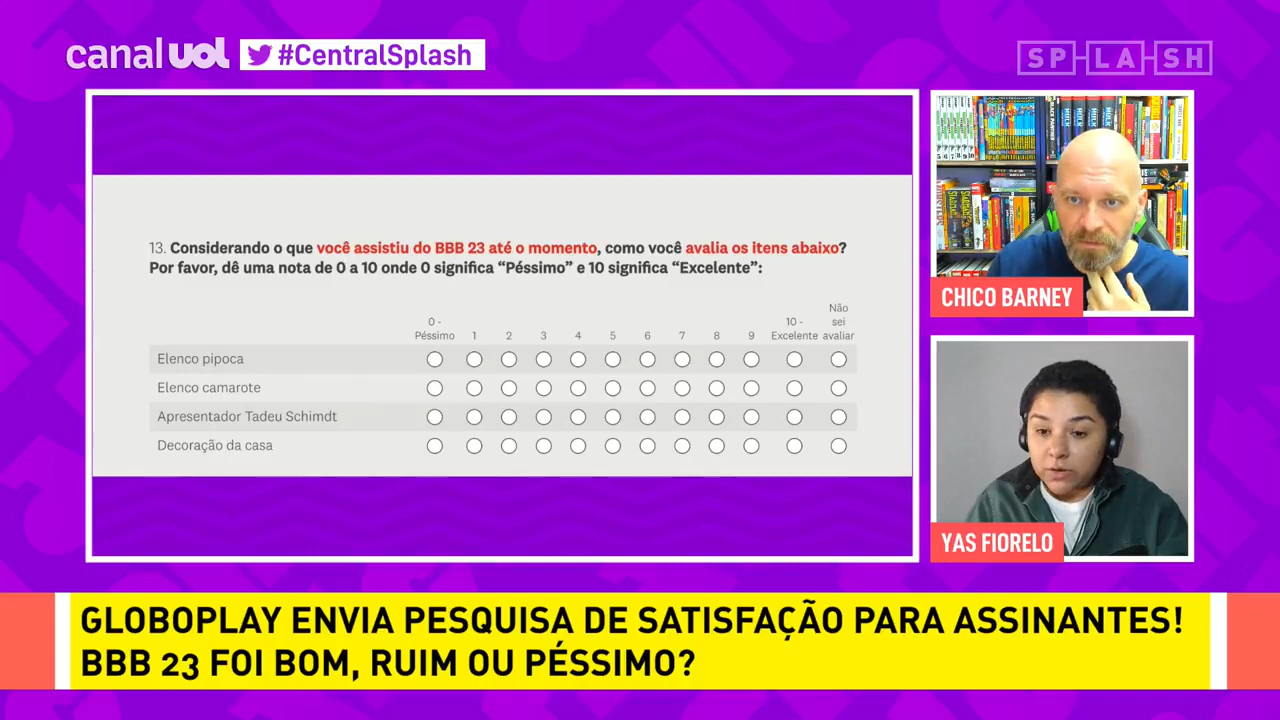 canal UOL
#CentralSplash
SPLASH
13. Considerando o que você assistiu do BBB 23 até o momento, como você avalia os itens abaixo?
Por favor, dê uma nota de 0 a 10 onde 0 significa “Péssimo” e 10 significa “Excelente”:
0 - Péssimo 1 2 3 4 5 6 7 8 9 10 - Excelente Não sei avaliar
Elenco pipoca
Elenco camarote
Apresentador Tadeu Schimdt
Decoração da casa
CHICO BARNEY
YAS FIORELO
GLOBOPLAY ENVIA PESQUISA DE SATISFAÇÃO PARA ASSINANTES!
BBB 23 FOI BOM, RUIM OU PÉSSIMO?